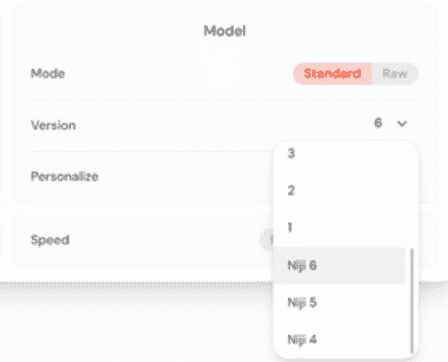 Model
Mode Standard Raw
Version 6
3
Personalize
2
1
Speed
Niji 6
Niji 5
Niji 4